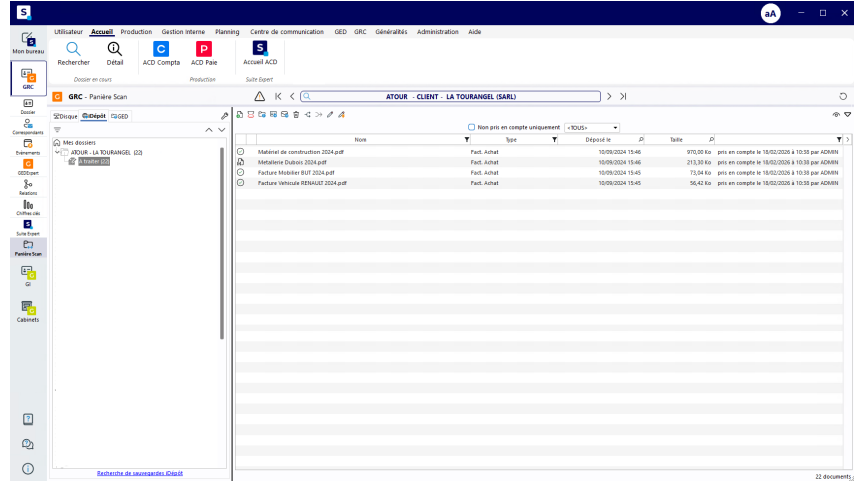 S
aA
Mon bureau
Utilisateur Accueil Production Gestion Interne Planning Centre de communication GED GRC Généralités Administration Aide
Rechercher Détail ACD Compta ACD Paie Accueil ACD
Dossier en cours Production Suite Expert
GRC
GRC - Panière Scan
ATOUR - CLIENT - LA TOURANGEL (SARL)
Dossier
Correspondants
Evènements
GEDExpert
Relations
Chiffres clés
Suite Expert
Panière Scan
GI
Cabinets
Disque iDépôt GED
Mes dossiers
ATOUR - LA TOURANGEL (22)
A traiter (22)
Recherche de sauvegardes iDépôt
Non pris en compte uniquement <TOUS>
Nom Type Déposé le Taille
Matériel de construction 2024.pdf Fact. Achat 10/09/2024 15:46 970,00 Ko pris en compte le 18/02/2026 à 10:38 par ADMIN
Metallerie Dubois 2024.pdf Fact. Achat 10/09/2024 15:46 213,30 Ko pris en compte le 18/02/2026 à 10:38 par ADMIN
Facture Mobilier BUT 2024.pdf Fact. Achat 10/09/2024 15:45 73,04 Ko pris en compte le 18/02/2026 à 10:38 par ADMIN
Facture Vehicule RENAULT 2024.pdf Fact. Achat 10/09/2024 15:45 56,42 Ko pris en compte le 18/02/2026 à 10:38 par ADMIN
22 documents